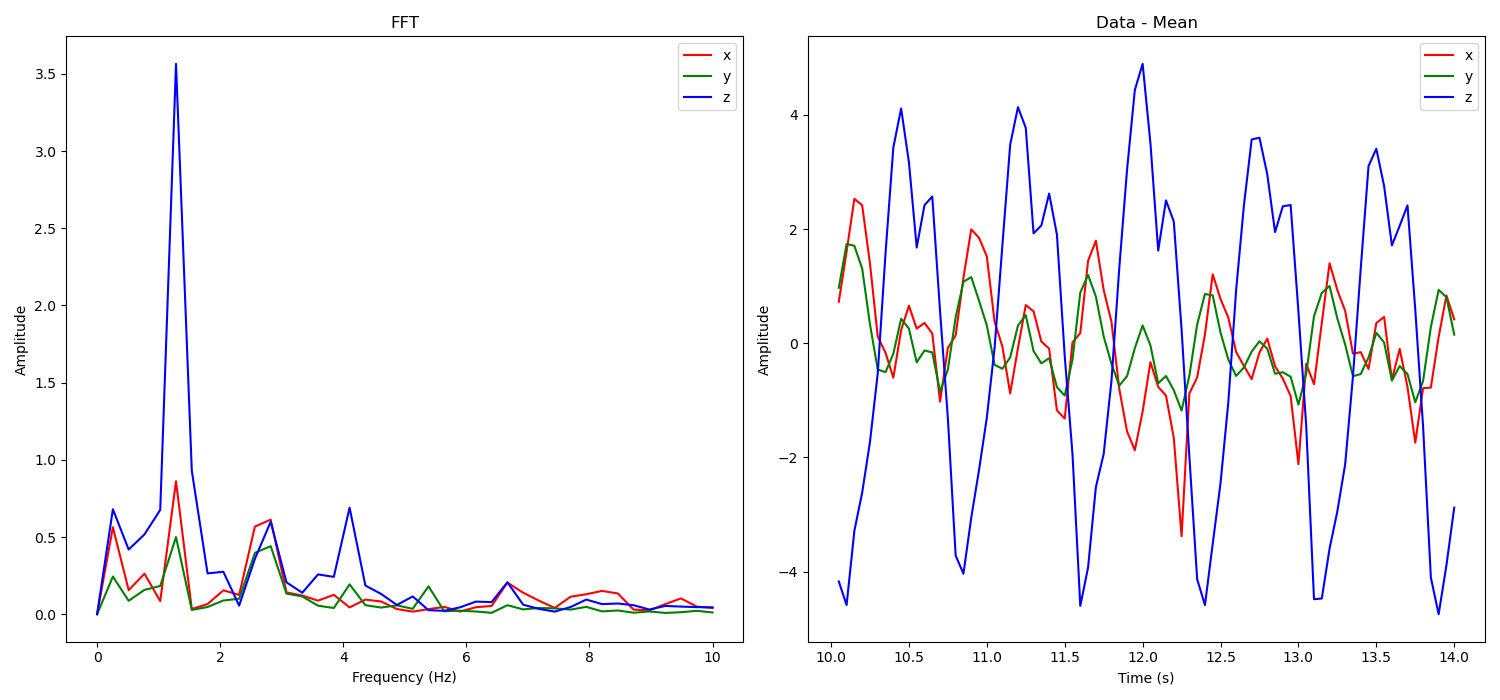 FFT
x
y
z
3.5
3.0
2.5
2.0
1.5
1.0
0.5
0.0
Amplitude
0
2
4
6
8
10
Frequency (Hz)
Data - Mean
x
y
z
4
2
0
−2
−4
Amplitude
10.0
10.5
11.0
11.5
12.0
12.5
13.0
13.5
14.0
Time (s)